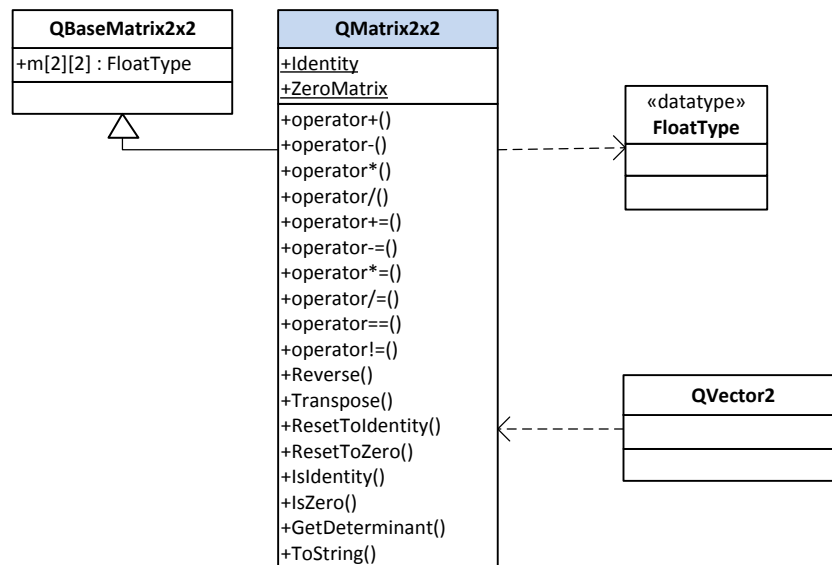 QBaseMatrix2x2
+m[2][2] : FloatType
QMatrix2x2
+Identity
+ZeroMatrix
+operator+()
+operator-()
+operator*()
+operator/()
+operator+=()
+operator-=()
+operator*=()
+operator/=()
+operator==()
+operator!=()
+Reverse()
+Transpose()
+ResetToIdentity()
+ResetToZero()
+IsIdentity()
+IsZero()
+GetDeterminant()
+ToString()
«datatype»
FloatType
QVector2